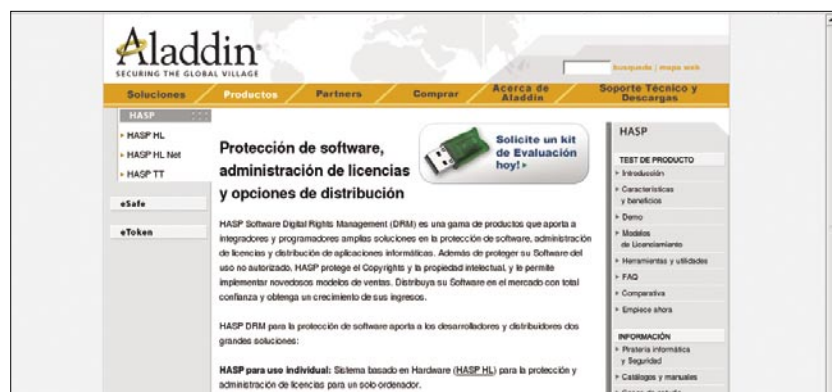 Aladdin
SECURING THE GLOBAL VILLAGE
busqueda | mapa web
Soluciones
Productos
Partners
Comprar
Acerca de
Aladdin
Soporte Técnico y
Descargas
HASP
HASP HL
HASP HL Net
HASP TT
eSafe
eToken
Protección de software,
administración de licencias
y opciones de distribución
Solicite un kit
de Evaluación
hoy!
HASP Software Digital Rights Management (DRM) es una gama de productos que aporta a
integradores y programadores amplias soluciones en la protección de software, administración
de licencias y distribución de aplicaciones informáticas. Además de proteger su Software del
uso no autorizado, HASP protege el Copyrights y la propiedad intelectual, y le permite
implementar novedosos modelos de ventas. Distribuya su Software en el mercado con total
confianza y obtenga un crecimiento de sus ingresos.
HASP DRM para la protección de software aporta a los desarrolladores y distribuidores dos
grandes soluciones:
HASP para uso individual: Sistema basado en Hardware (HASP HL) para la protección y
administración de licencias para un solo ordenador.
HASP
TEST DE PRODUCTO
Introducción
Características
y beneficios
Demo
Modelos
de Licenciamiento
Herramientas y utilidades
FAQ
Comparativa
Empiece ahora
INFORMACIÓN
Piratería informática
y Seguridad
Catálogos y manuales